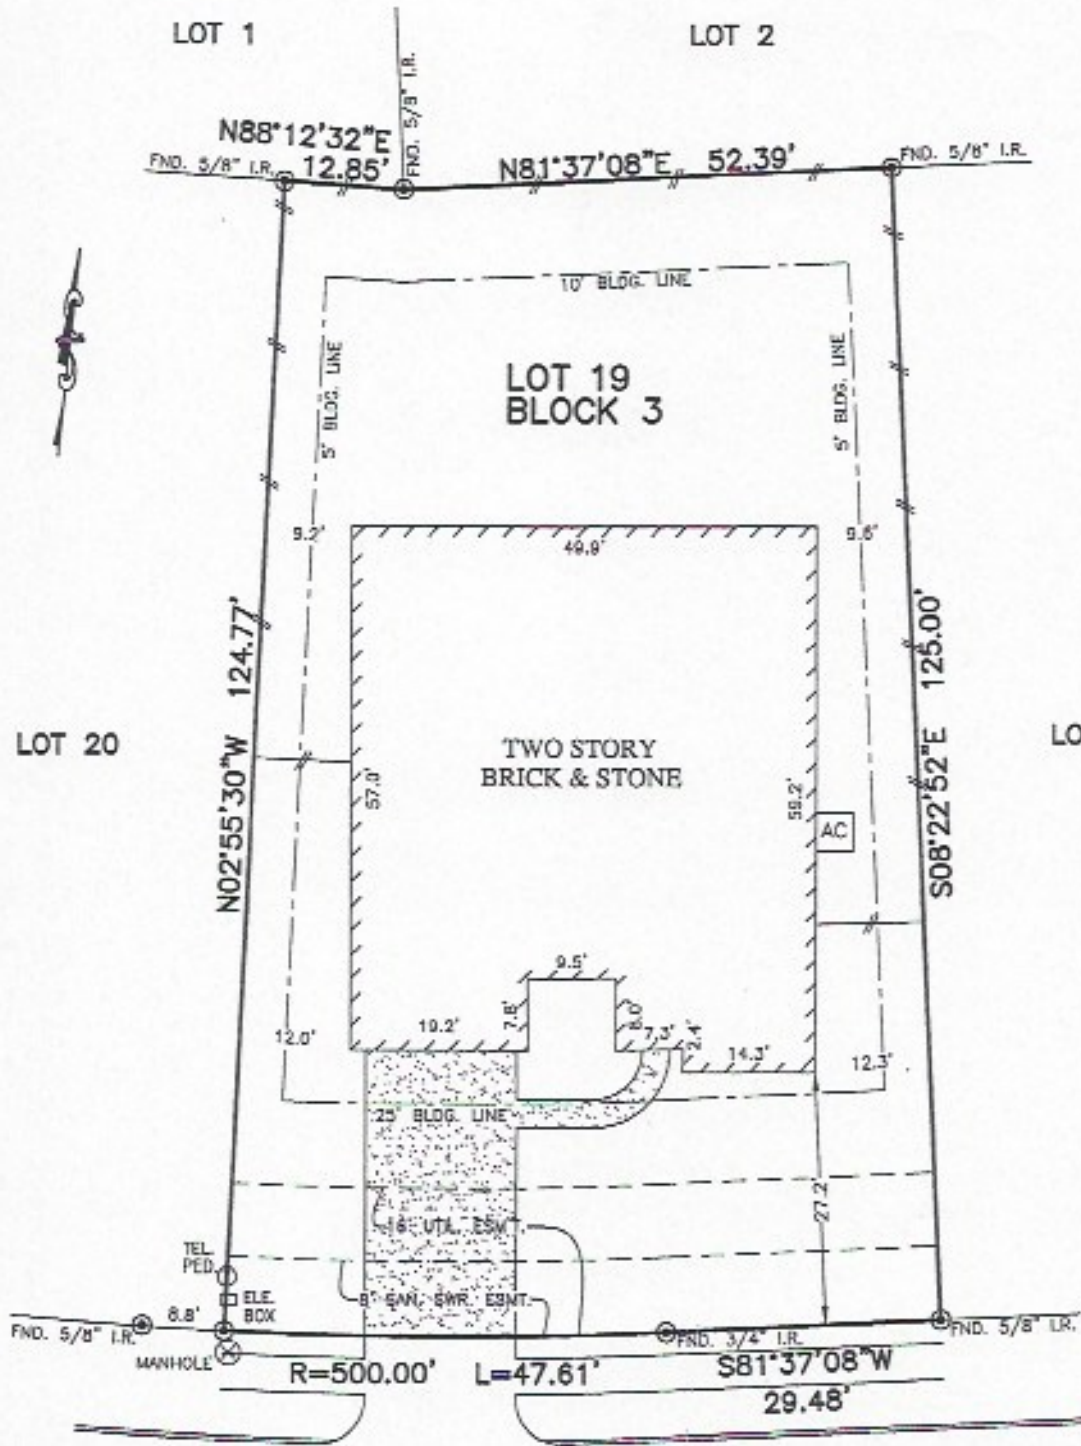 LOT 1
LOT 2
FND. 5/8" I.R.
N88°12'32"E
12.85'
FND. 5/8" I.R.
N81°37'08"E 52.39'
FND. 5/8" I.R.
10' BLDG. LINE
5' BLDG. LINE
5' BLDG. LINE
LOT 19
BLOCK 3
9.2'
49.9'
9.6'
N02°55'30"W 124.77'
S08°22'52"E 125.00'
LOT 20
LO
TWO STORY
BRICK & STONE
57.0'
59.2'
AC
9.5'
7.8'
8.0'
19.2'
7.3'
2.4'
14.3'
12.0'
12.3'
25' BLDG. LINE
27.2'
16' UTIL. ESMT.
TEL.
PED.
ELE.
BOX
8' SAN. SWR. ESMT.
6.8'
FND. 5/8" I.R.
MANHOLE
FND. 3/4" I.R.
FND. 5/8" I.R.
R=500.00' L=47.61'
S81°37'08"W
29.48'